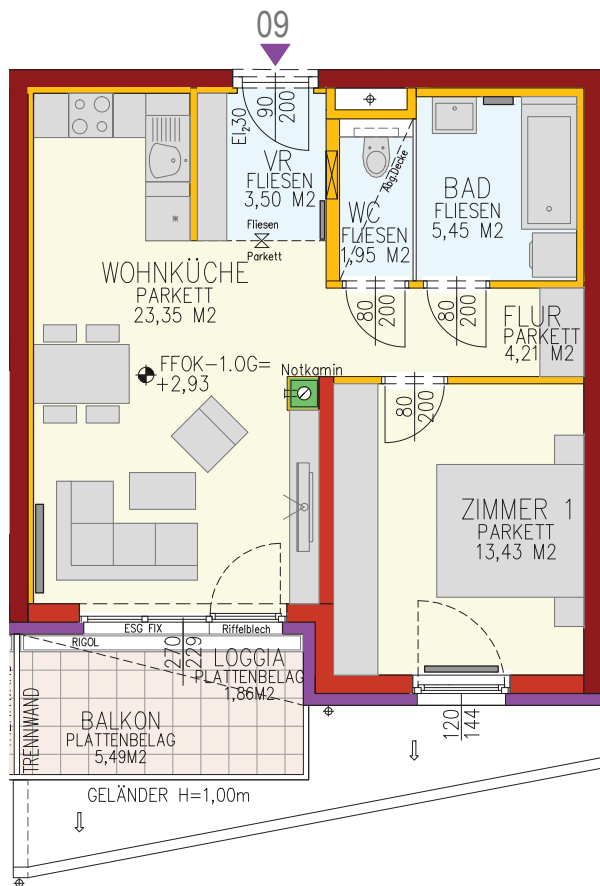 09
EI₂30
90
200
VR
FLIESEN
3,50 M2
Fliesen
Parkett
WC
FLIESEN
1,95 M2
Abg.Decke
BAD
FLIESEN
5,45 M2
WOHNKÜCHE
PARKETT
23,35 M2
80
200
80
200
FLUR
PARKETT
4,21 M2
FFOK-1.OG=
+2,93
Notkamin
80
200
ZIMMER 1
PARKETT
13,43 M2
ESG FIX
Riffelblech
RIGOL
270
229
LOGGIA
PLATTENBELAG
1,86M2
TRENNWAND
BALKON
PLATTENBELAG
5,49M2
120
144
GELÄNDER H=1,00m